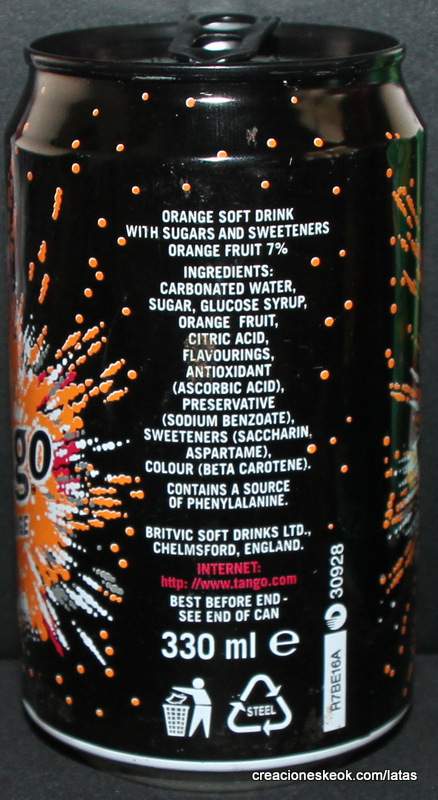 go
ORANGE SOFT DRINK
WITH SUGARS AND SWEETENERS
ORANGE FRUIT 7%
INGREDIENTS:
CARBONATED WATER,
SUGAR, GLUCOSE SYRUP,
ORANGE FRUIT,
CITRIC ACID,
FLAVOURINGS,
ANTIOXIDANT
(ASCORBIC ACID),
PRESERVATIVE
(SODIUM BENZOATE),
SWEETENERS (SACCHARIN,
ASPARTAME),
COLOUR (BETA CAROTENE).
CONTAINS A SOURCE
OF PHENYLALANINE.
BRITVIC SOFT DRINKS LTD.,
CHELMSFORD, ENGLAND.
INTERNET:
http: //www.tango.com
BEST BEFORE END -
SEE END OF CAN
330 ml e
STEEL
R7BE16A
30928
creacioneskeok.com/latas